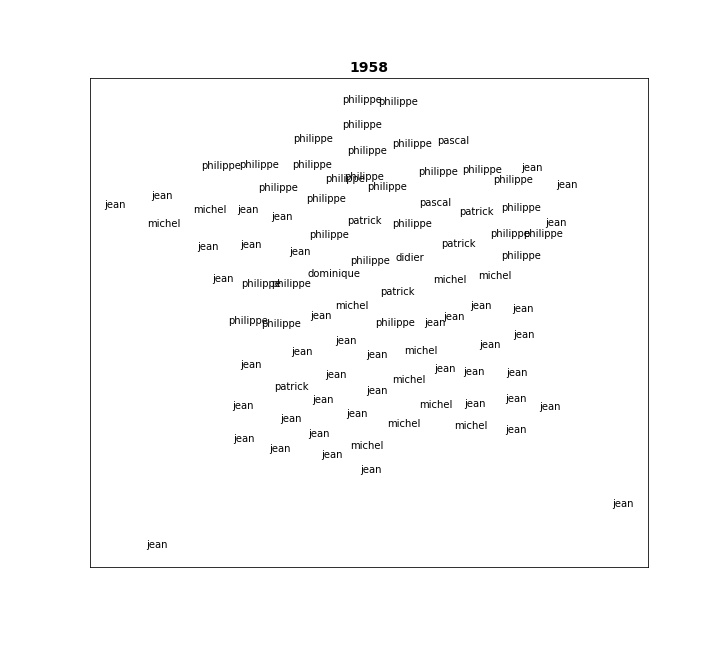 1958
philippe philippe
philippe
philippe
philippe pascal
philippe
philippe philippe philippe
philippe philippe jean
philippe philippe
philippe
jean
philippe philippe
jean
philippe
jean pascal
michel jean patrick philippe
jean
michel patrick philippe jean
philippe philippe philippe
jean jean patrick
jean philippe
philippe didier
dominique michel
jean philippe philippe michel
patrick
michel jean jean
jean jean
philippe philippe philippe jean
jean
jean jean
jean jean michel
jean
jean jean jean
jean michel
patrick jean
jean jean
jean michel jean jean
jean
jean michel michel
jean jean
jean
jean michel
jean
jean
jean
jean